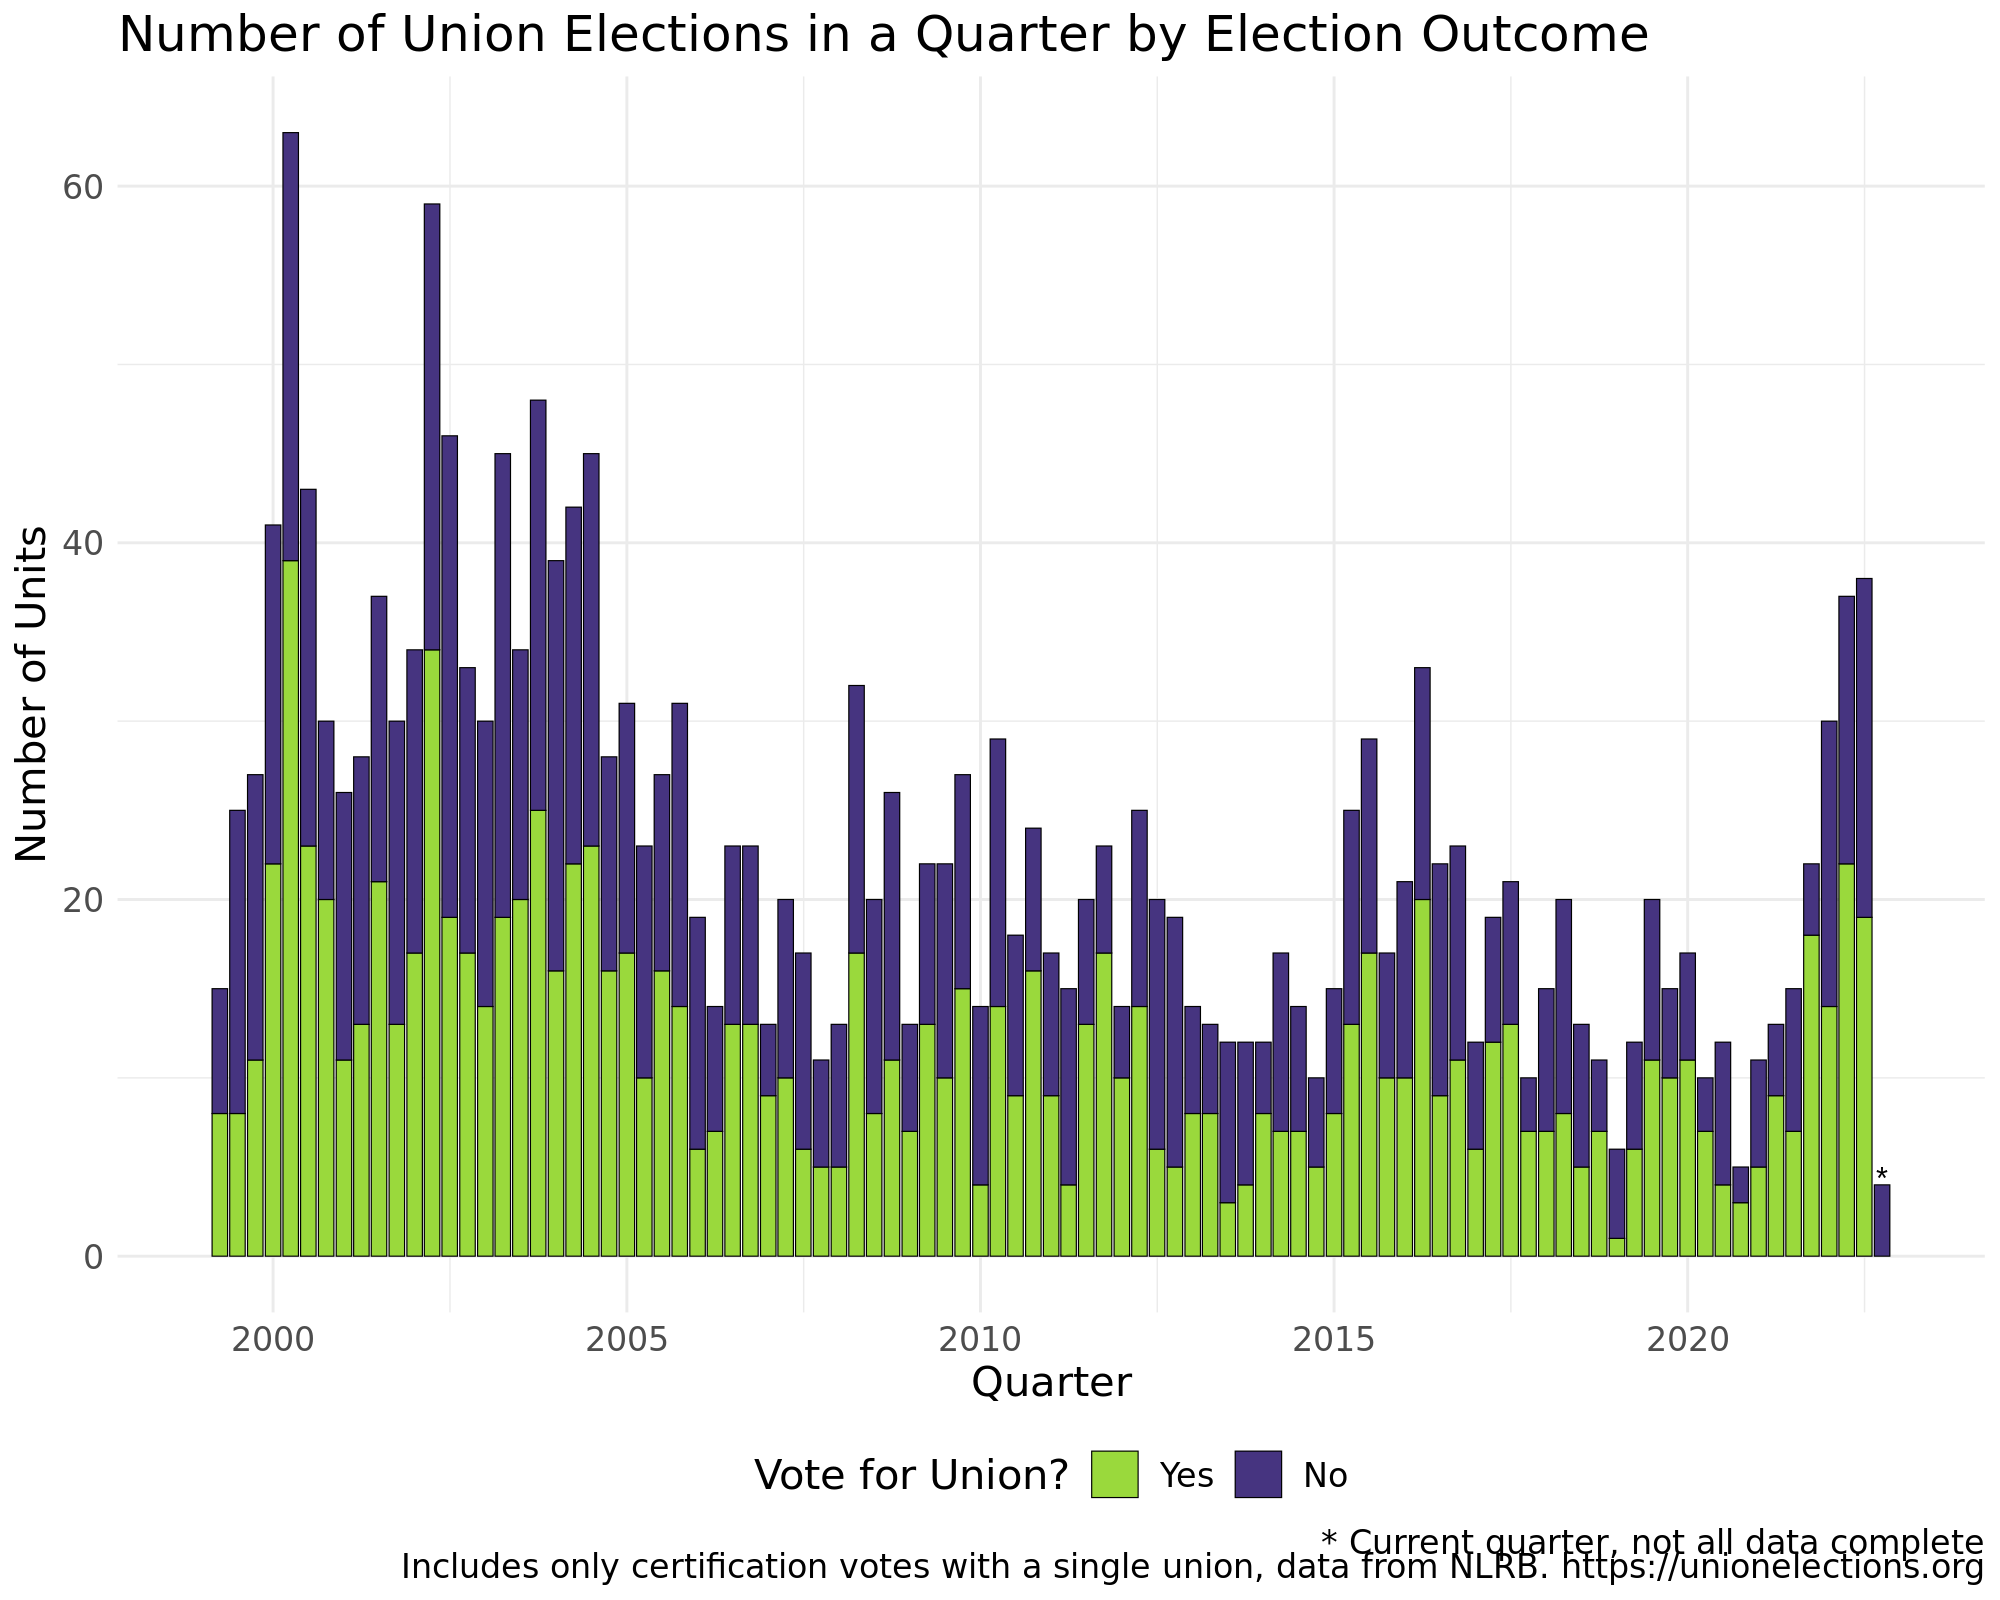 Number of Union Elections in a Quarter by Election Outcome
Number of Units
60
40
20
0
*
2000 2005 2010 2015 2020
Quarter
Vote for Union? Yes No
* Current quarter, not all data complete
Includes only certification votes with a single union, data from NLRB. https://unionelections.org